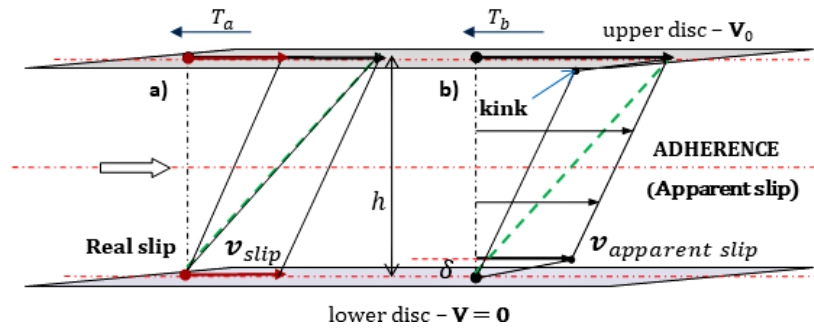 T_a
T_b
upper disc – V_0
a)
b)
kink
ADHERENCE
h
(Apparent slip)
Real slip
v_slip
v_apparent slip
δ
lower disc – V = 0